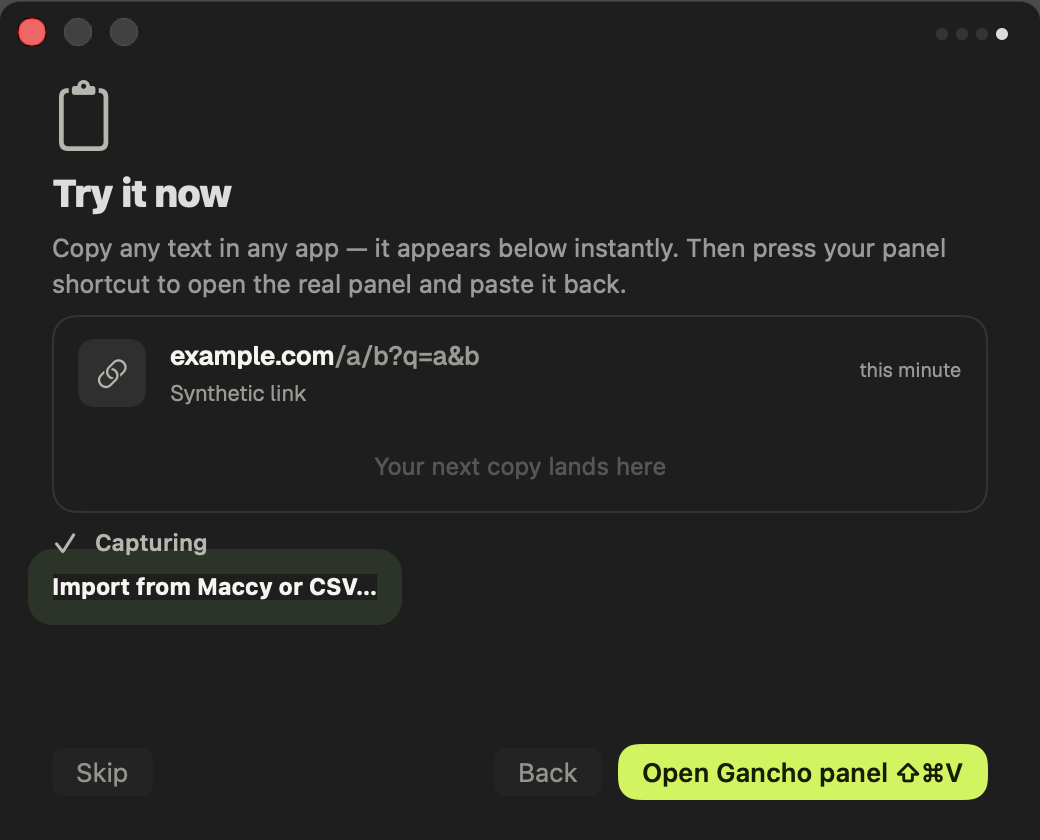 Try it now
Copy any text in any app — it appears below instantly. Then press your panel
shortcut to open the real panel and paste it back.
example.com/a/b?q=a&b
this minute
Synthetic link
Your next copy lands here
Capturing
Import from Maccy or CSV...
Skip
Back
Open Gancho panel ⇧⌘V